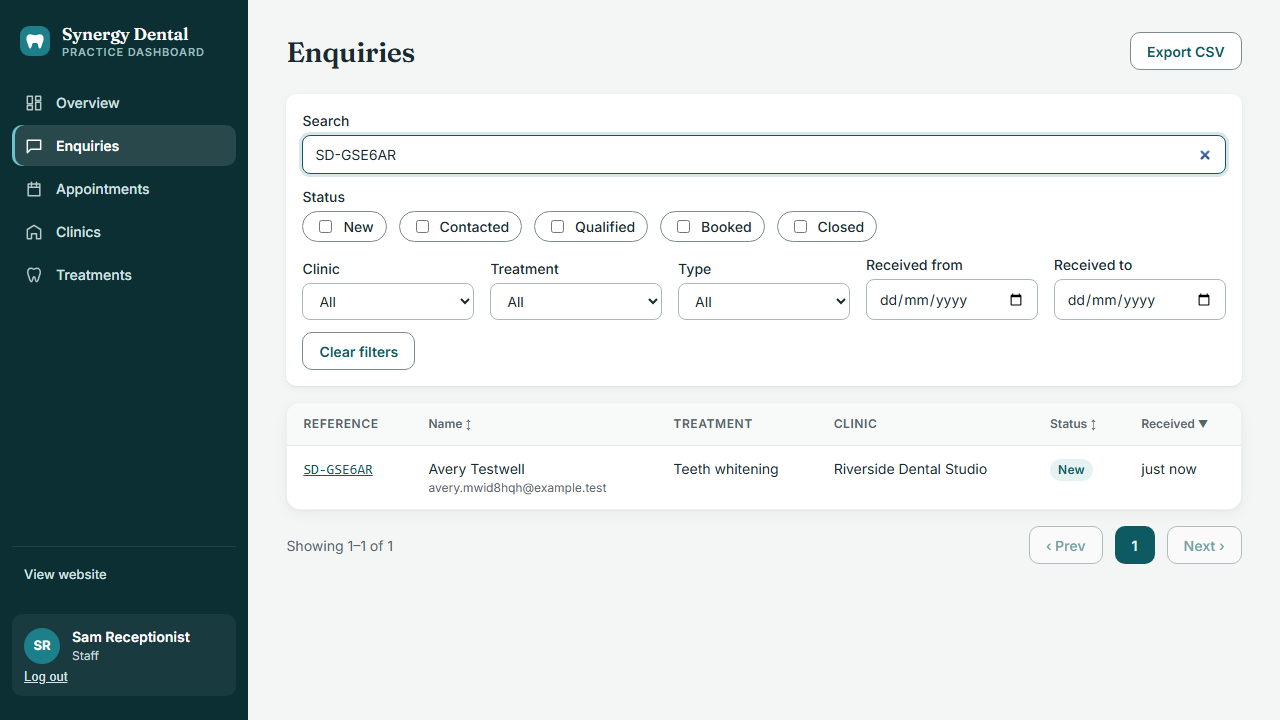 Synergy Dental
PRACTICE DASHBOARD
Overview
Enquiries
Appointments
Clinics
Treatments
View website
SR
Sam Receptionist
Staff
Log out
Enquiries
Export CSV
Search
SD-GSE6AR
Status
New Contacted Qualified Booked Closed
Clinic Treatment Type Received from Received to
All All All dd/mm/yyyy dd/mm/yyyy
Clear filters
REFERENCE Name ↕ TREATMENT CLINIC Status ↕ Received ▼
SD-GSE6AR Avery Testwell Teeth whitening Riverside Dental Studio New just now
avery.mwid8hqh@example.test
Showing 1–1 of 1 ‹ Prev 1 Next ›